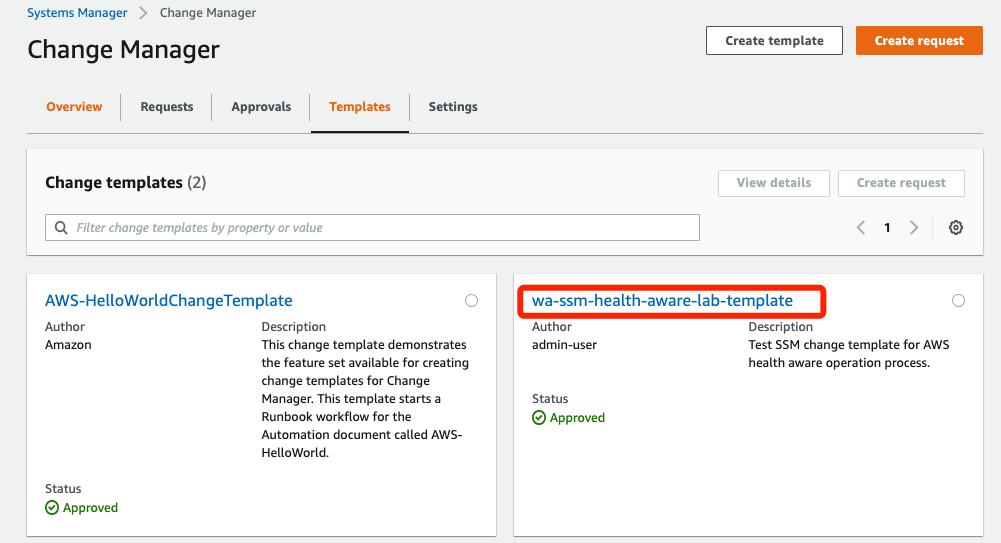 Systems Manager > Change Manager
Change Manager
Create template
Create request
Overview
Requests
Approvals
Templates
Settings
Change templates (2)
View details
Create request
Filter change templates by property or value
1
AWS-HelloWorldChangeTemplate
Author
Amazon
Description
This change template demonstrates
the feature set available for creating
change templates for Change
Manager. This template starts a
Runbook workflow for the
Automation document called AWS-
HelloWorld.
Status
Approved
wa-ssm-health-aware-lab-template
Author
admin-user
Description
Test SSM change template for AWS
health aware operation process.
Status
Approved